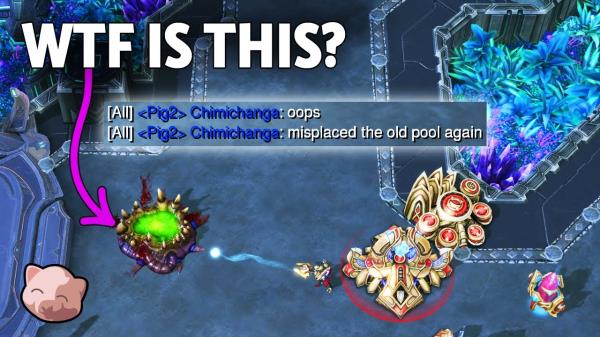 WTF IS THIS?
[All] <Pig2> Chimichanga: oops
[All] <Pig2> Chimichanga: misplaced the old pool again